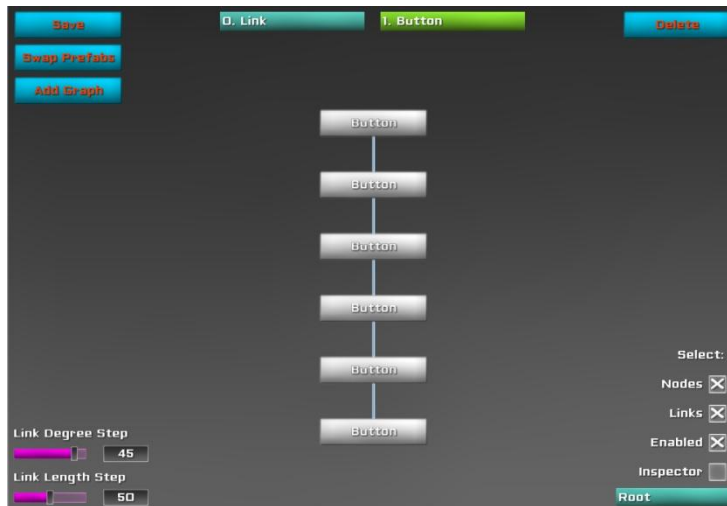 Save
0. Link
1. Button
Delete
Swap Prefabs
Add Graph
Button
Button
Button
Button
Button
Button
Select:
Nodes
Links
Enabled
Inspector
Root
Link Degree Step
45
Link Length Step
50